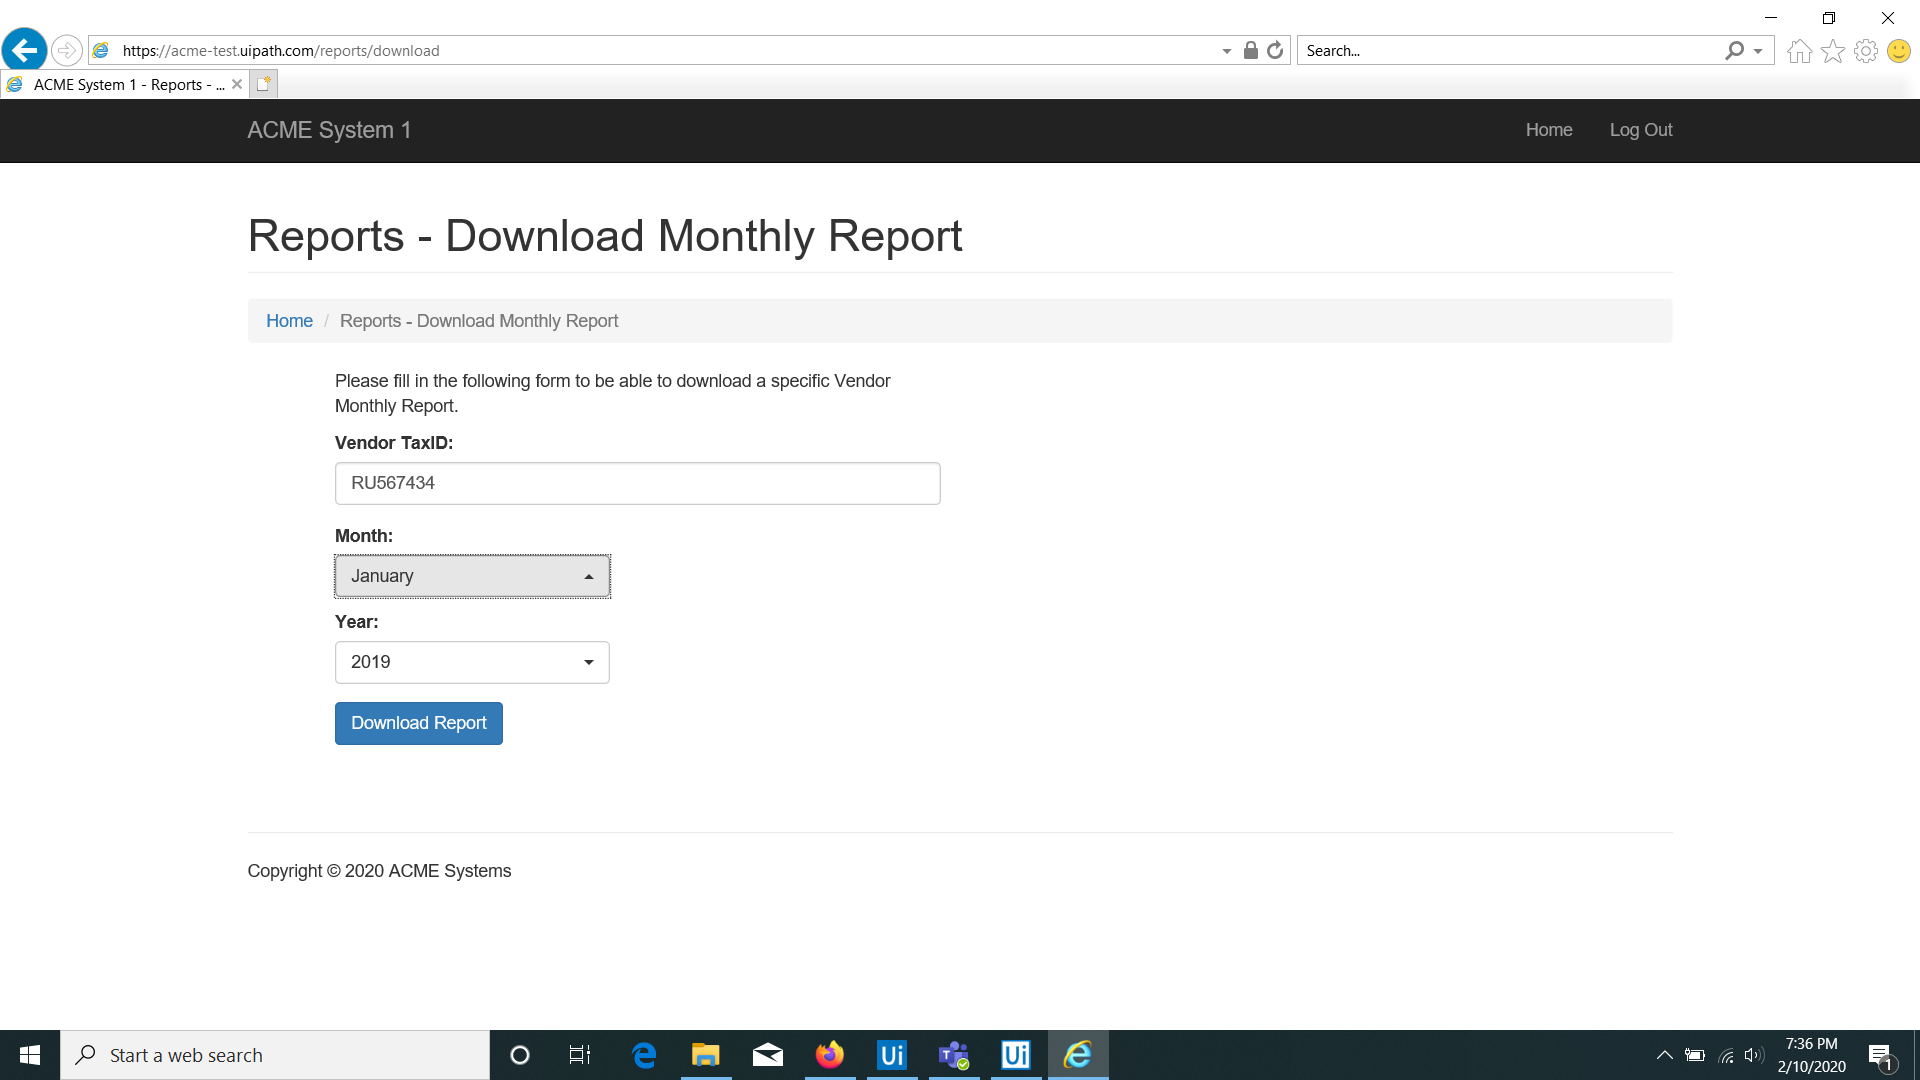 https://acme-test.uipath.com/reports/download
Search...
ACME System 1 - Reports - ...
ACME System 1
Home
Log Out
Reports - Download Monthly Report
Home / Reports - Download Monthly Report
Please fill in the following form to be able to download a specific Vendor
Monthly Report.
Vendor TaxID:
RU567434
Month:
January
Year:
2019
Download Report
Copyright © 2020 ACME Systems
Start a web search
Ui
T
Ui
7:36 PM
2/10/2020
1